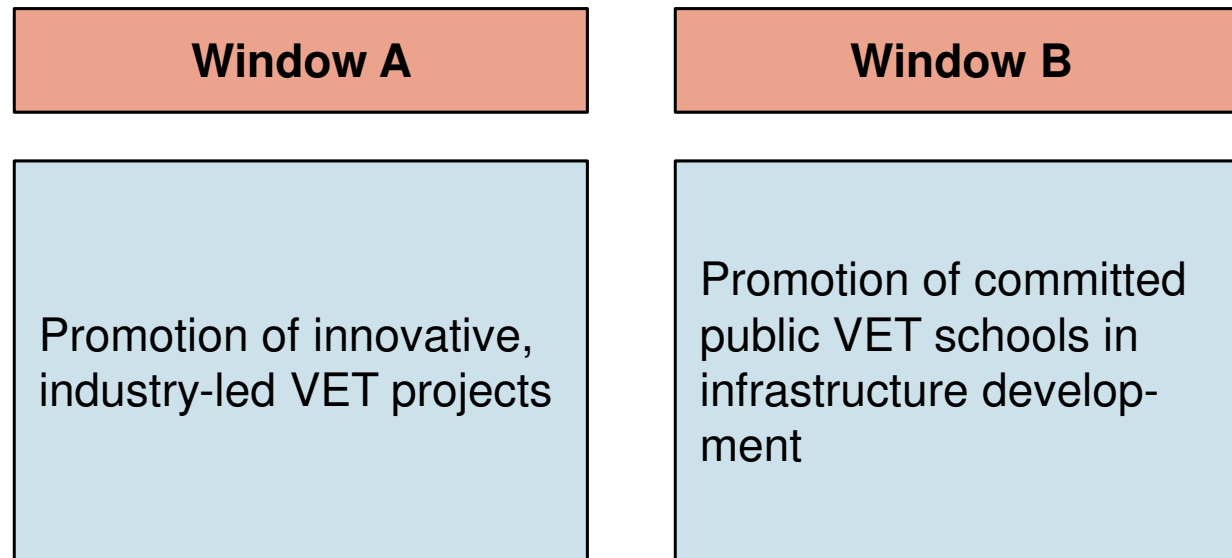 Window A
Window B
Promotion of innovative,
industry-led VET projects
Promotion of committed
public VET schools in
infrastructure develop-
ment